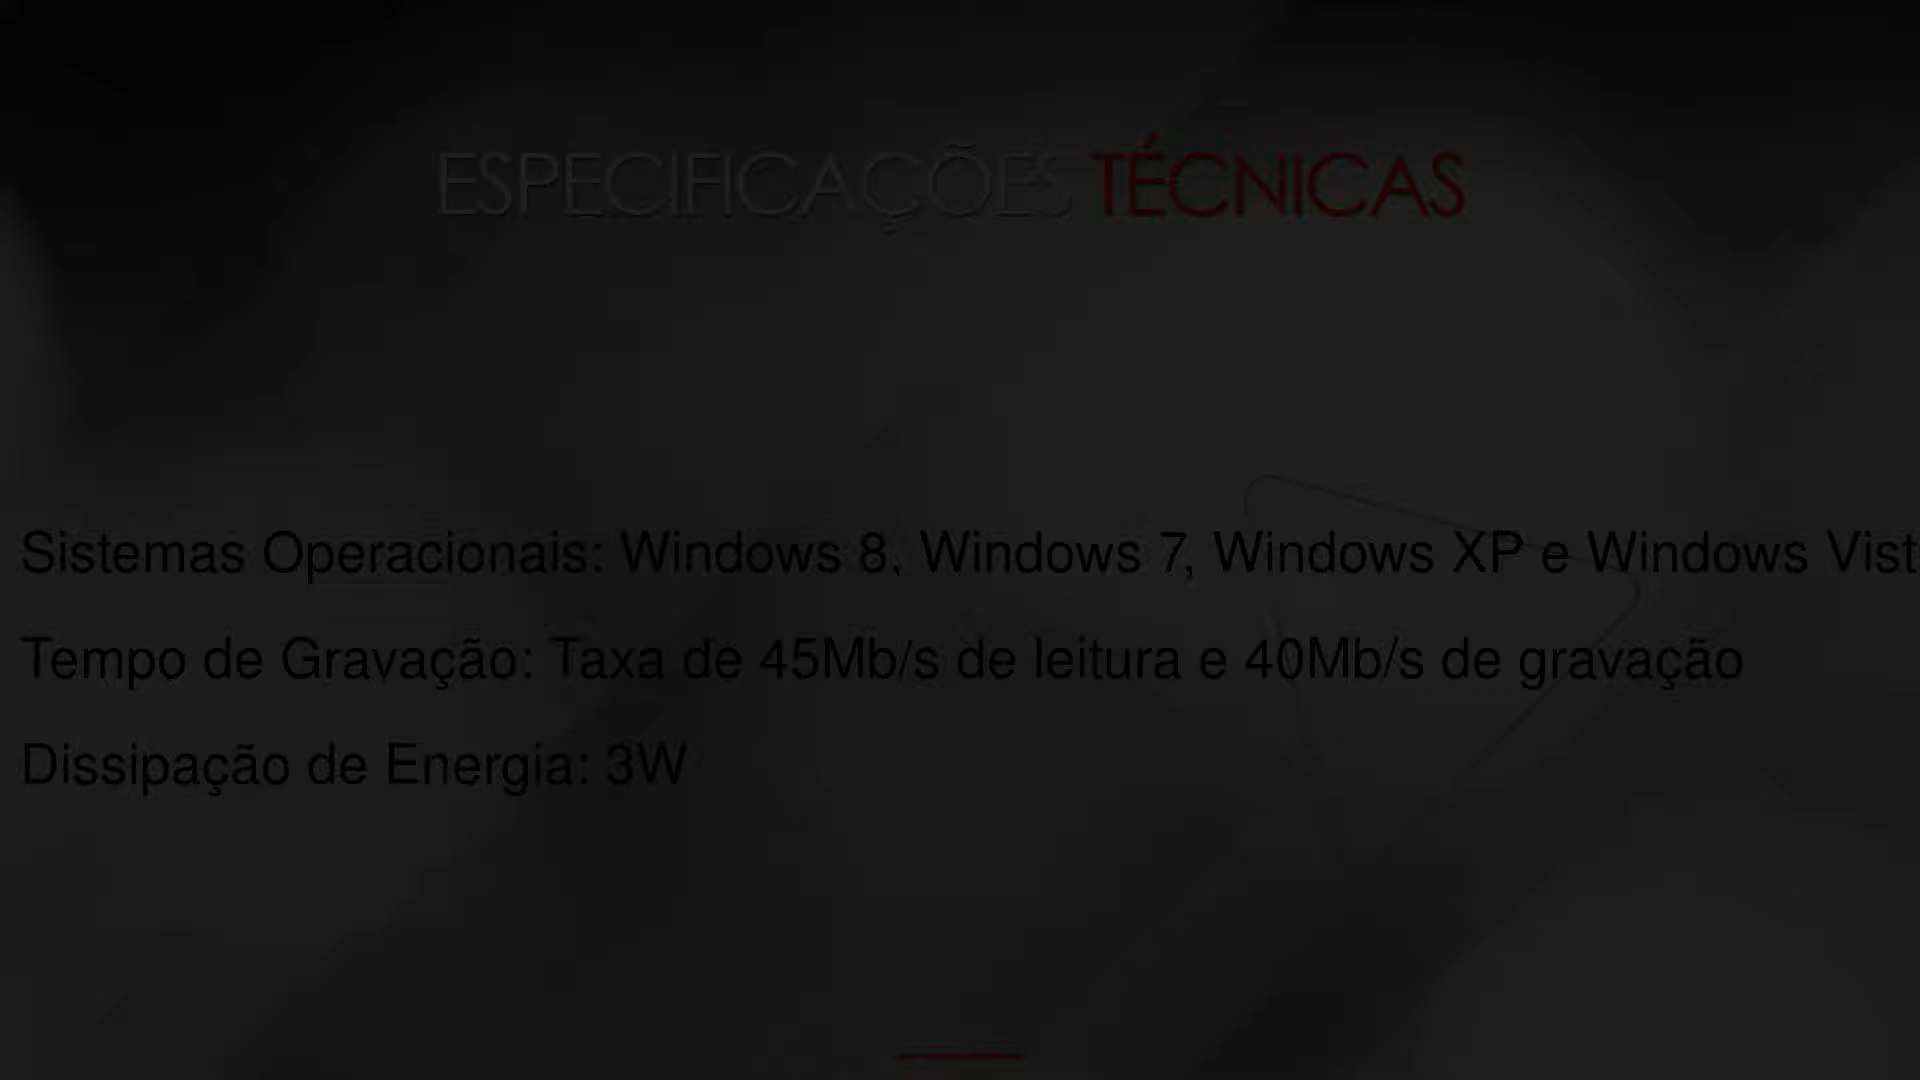 ESPECIFICAÇÕES TÉCNICAS
Sistemas Operacionais: Windows 8, Windows 7, Windows XP e Windows Vist
Tempo de Gravação: Taxa de 45Mb/s de leitura e 40Mb/s de gravação
Dissipação de Energia: 3W